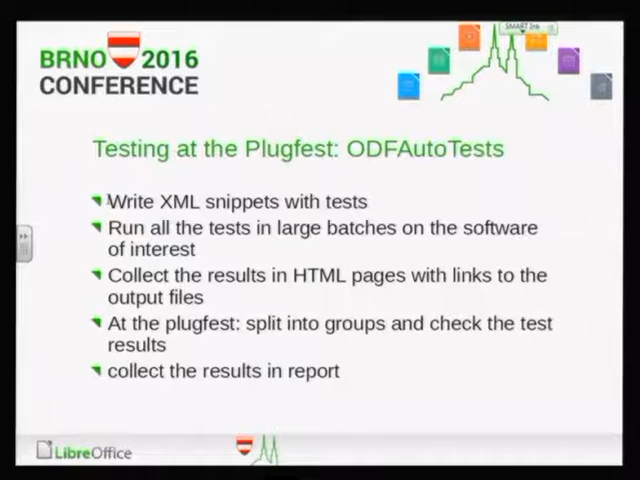 SMART Ink
BRNO 2016
CONFERENCE
Testing at the Plugfest: ODFAutoTests
Write XML snippets with tests
Run all the tests in large batches on the software
of interest
Collect the results in HTML pages with links to the
output files
At the plugfest: split into groups and check the test
results
collect the results in report
LibreOffice